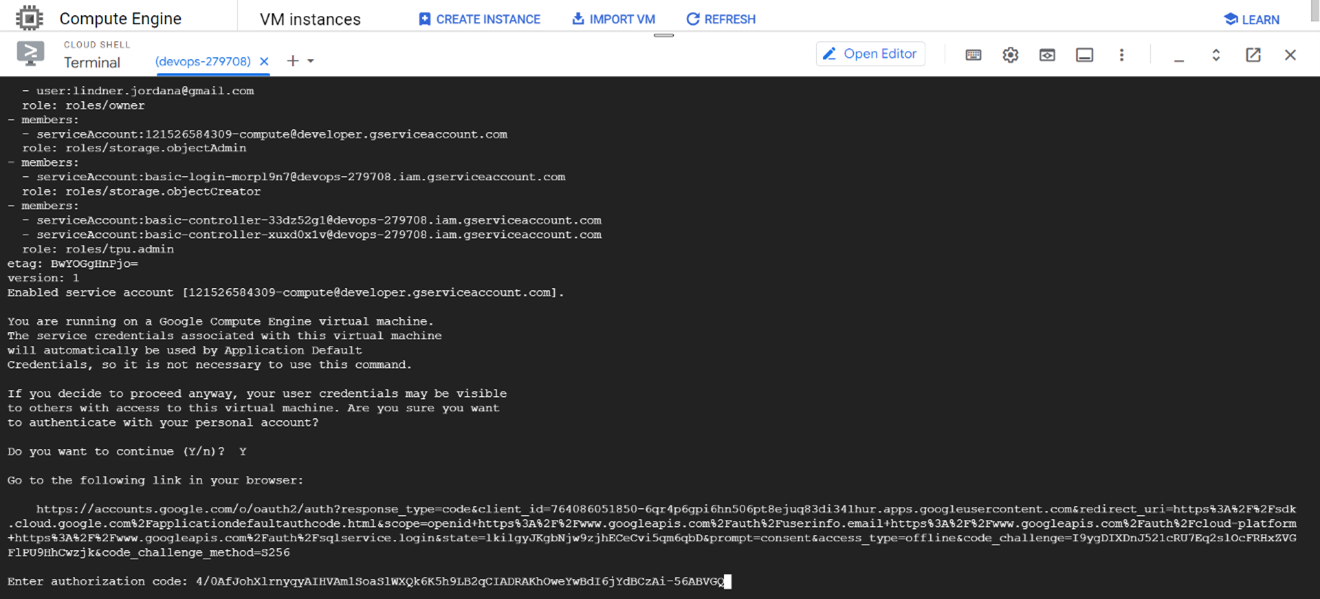 Compute Engine VM instances CREATE INSTANCE IMPORT VM REFRESH LEARN
CLOUD SHELL
Terminal (devops-279708) × + Open Editor
- user:lindner.jordana@gmail.com
role: roles/owner
- members:
- serviceAccount:121526584309-compute@developer.gserviceaccount.com
role: roles/storage.objectAdmin
- members:
- serviceAccount:basic-login-morpl9n7@devops-279708.iam.gserviceaccount.com
role: roles/storage.objectCreator
- members:
- serviceAccount:basic-controller-33dz52g1@devops-279708.iam.gserviceaccount.com
- serviceAccount:basic-controller-xuxd0x1v@devops-279708.iam.gserviceaccount.com
role: roles/tpu.admin
etag: BwYOGgHnPjo=
version: 1
Enabled service account [121526584309-compute@developer.gserviceaccount.com].
You are running on a Google Compute Engine virtual machine.
The service credentials associated with this virtual machine
will automatically be used by Application Default
Credentials, so it is not necessary to use this command.
If you decide to proceed anyway, your user credentials may be visible
to others with access to this virtual machine. Are you sure you want
to authenticate with your personal account?
Do you want to continue (Y/n)? Y
Go to the following link in your browser:
https://accounts.google.com/o/oauth2/auth?response_type=code&client_id=764086051850-6qr4p6gpi6hn506pt8ejuq83di341hur.apps.googleusercontent.com&redirect_uri=https%3A%2F%2Fsdk
.cloud.google.com%2Fapplicationdefaultauthcode.html&scope=openid+https%3A%2F%2Fwww.googleapis.com%2Fauth%2Fuserinfo.email+https%3A%2F%2Fwww.googleapis.com%2Fauth%2Fcloud-platform
+https%3A%2F%2Fwww.googleapis.com%2Fauth%2Fsqlservice.login&state=lkilgyJKgbNjw9zjhECeCvi5qm6qbD&prompt=consent&access_type=offline&code_challenge=I9ygDIXDnJ521cRU7Eq2slOcFRHxZVG
FlPU9HhCwzjk&code_challenge_method=S256
Enter authorization code: 4/0AfJohXlrnyqyAIHVAmlSoaSlWXQk6K5h9LB2qCIADRAKhOweYwBdI6jYdBCzAi-56ABVGQ